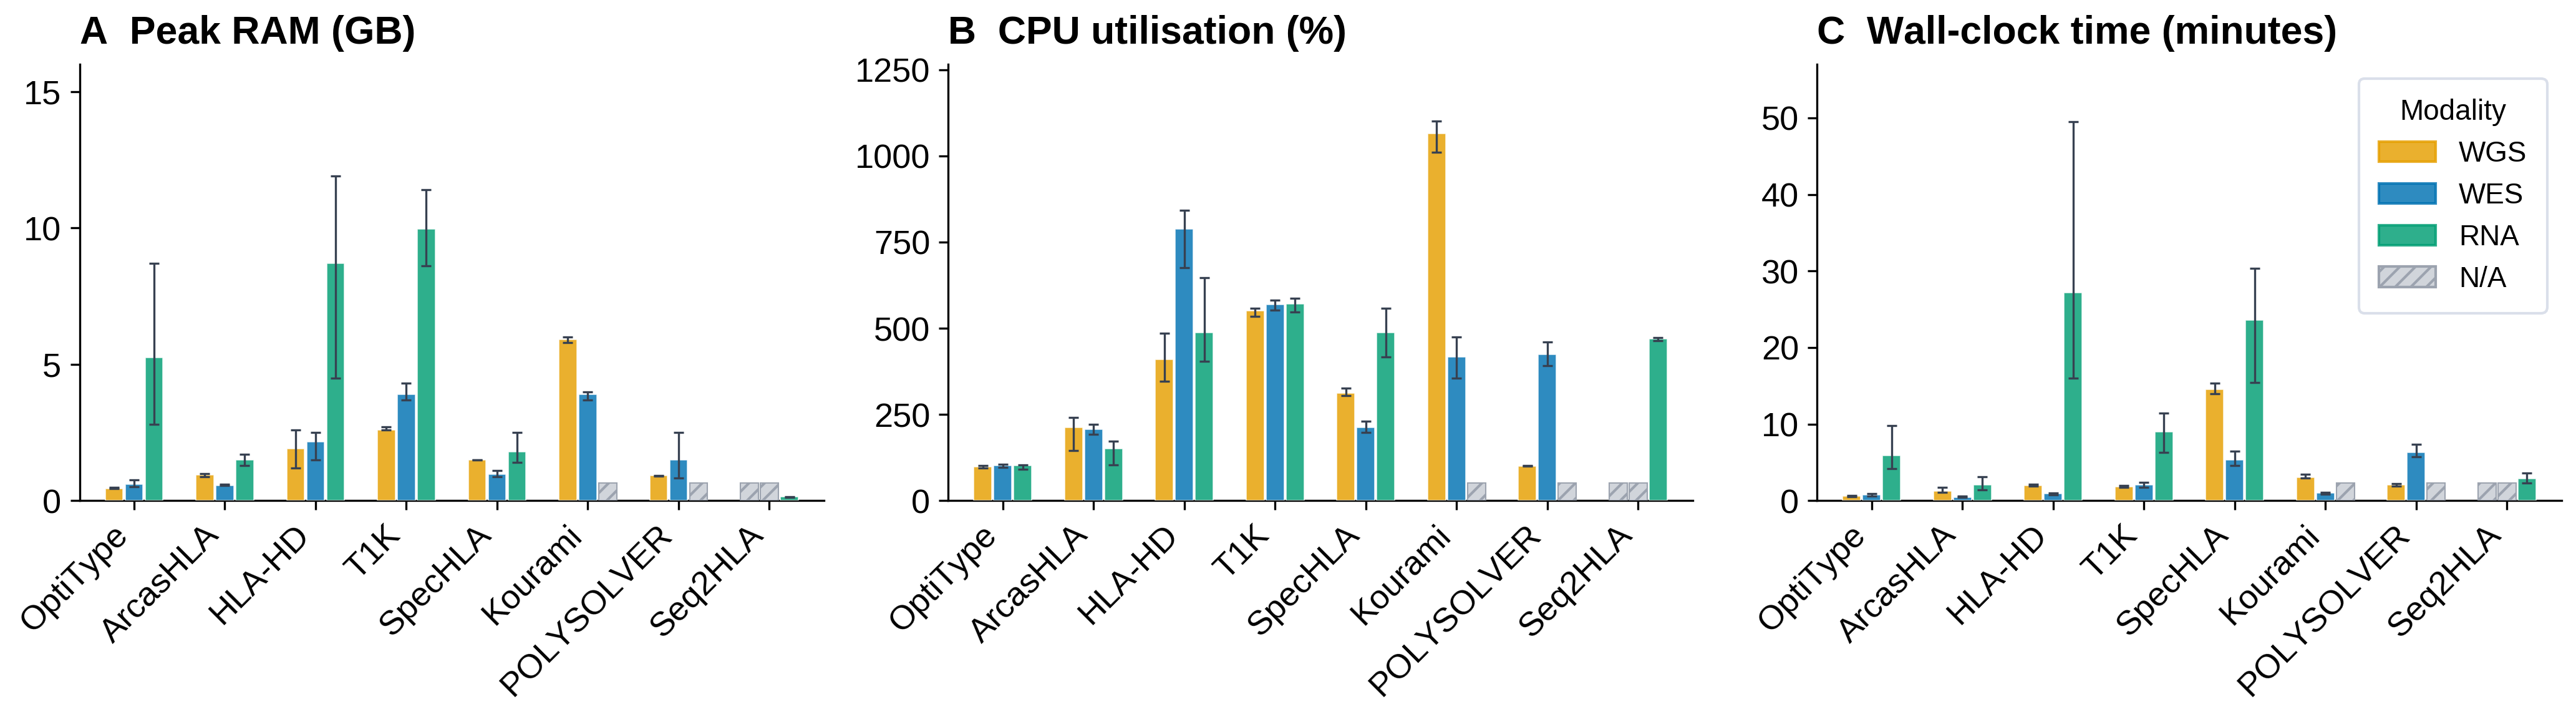 A Peak RAM (GB)
15
10
5
0
OptiType
ArcasHLA
HLA-HD
T1K
SpecHLA
Kourami
POLYSOLVER
Seq2HLA
B CPU utilisation (%)
1250
1000
750
500
250
0
OptiType
ArcasHLA
HLA-HD
T1K
SpecHLA
Kourami
POLYSOLVER
Seq2HLA
C Wall-clock time (minutes)
50
40
30
20
10
0
OptiType
ArcasHLA
HLA-HD
T1K
SpecHLA
Kourami
POLYSOLVER
Seq2HLA
Modality
WGS
WES
RNA
N/A